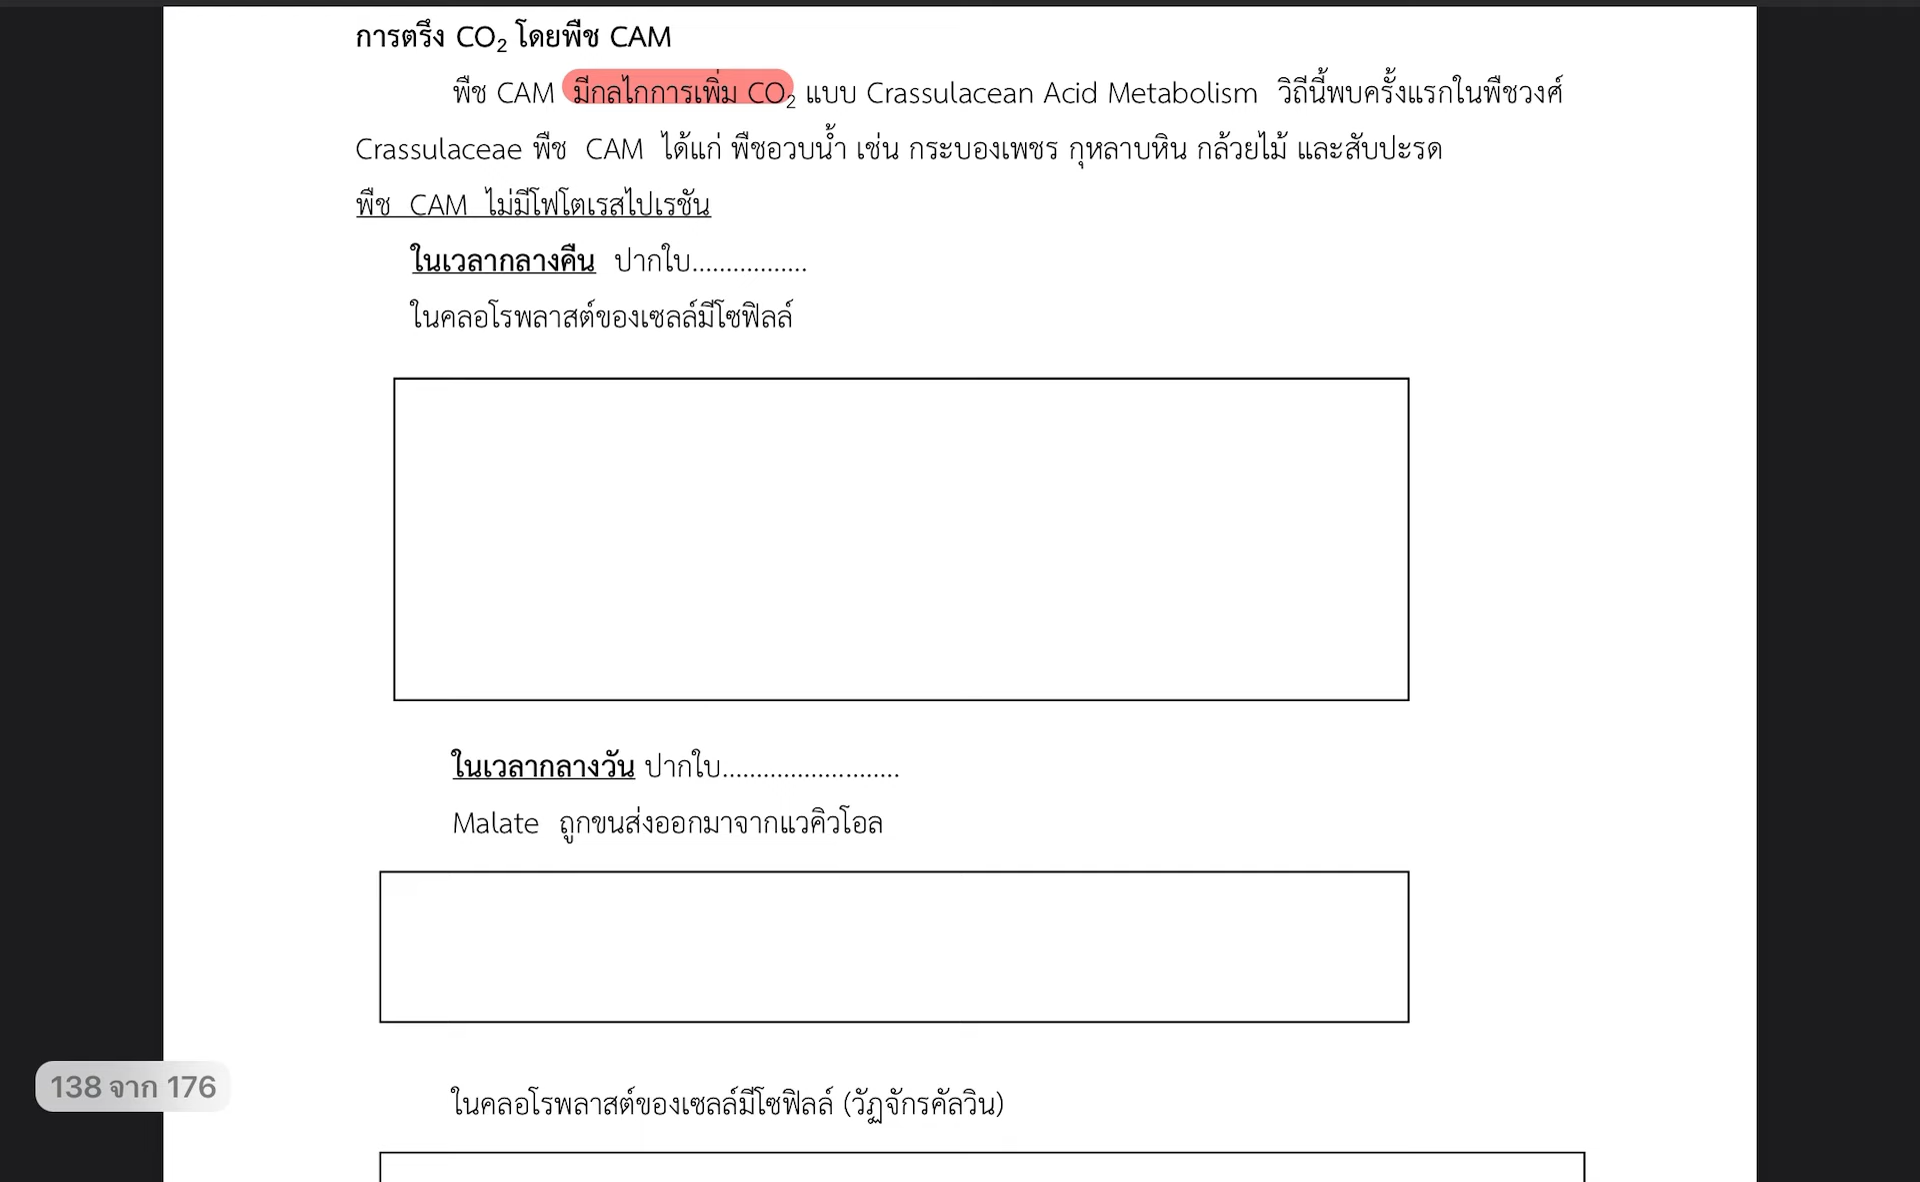 การตรึง CO₂ โดยพืช CAM
พืช CAM มีกลไกการเพิ่ม CO₂ แบบ Crassulacean Acid Metabolism วิถีนี้พบครั้งแรกในพืชวงศ์
Crassulaceae พืช CAM ได้แก่ พืชอวบน้ำ เช่น กระบองเพชร กุหลาบหิน กล้วยไม้ และสับปะรด
พืช CAM ไม่มีโฟโตเรสไปเรชัน
ในเวลากลางคืน ปากใบ.................
ในคลอโรพลาสต์ของเซลล์มีโซฟิลล์
ในเวลากลางวัน ปากใบ..........................
Malate ถูกขนส่งออกมาจากแวคิวโอล
138 จาก 176
ในคลอโรพลาสต์ของเซลล์มีโซฟิลล์ (วัฏจักรคัลวิน)